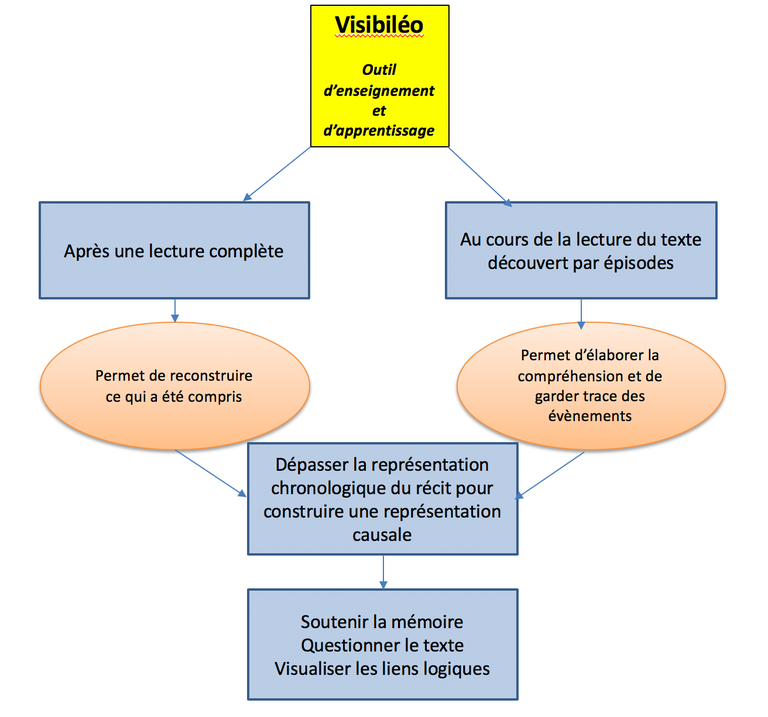 Visibiléo
Outil
d'enseignement
et
d'apprentissage
Après une lecture complète
Au cours de la lecture du texte
découvert par épisodes
Permet de reconstruire
ce qui a été compris
Permet d'élaborer la
compréhension et de
garder trace des
évènements
Dépasser la représentation
chronologique du récit pour
construire une représentation
causale
Soutenir la mémoire
Questionner le texte
Visualiser les liens logiques